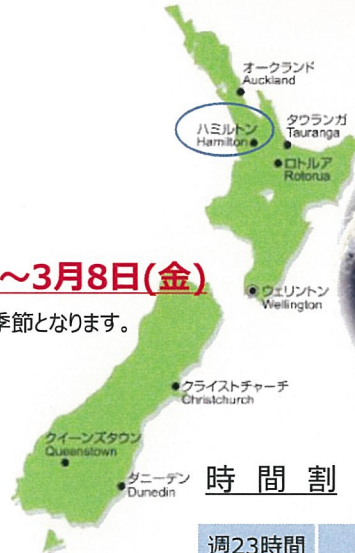 オークランド
Auckland
ハミルトン
Hamilton
タウランガ
Tauranga
ロトルア
Rotorua
～3月8日(金)
季節となります。
ウェリントン
Wellington
クライストチャーチ
Christchurch
クイーンズタウン
Queenstown
ダニーデン
Dunedin
時 間 割
週23時間